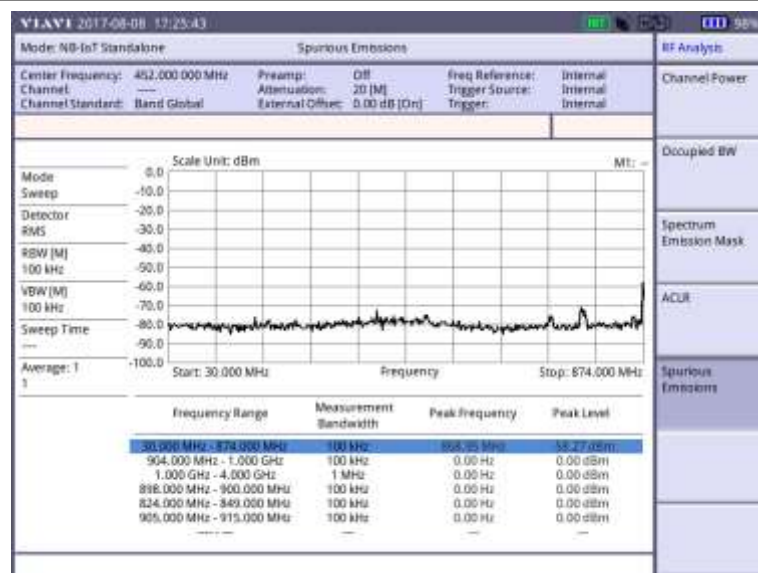 VIAVI 2017-08-08 17:25:43 INT 98%
Mode: NB-IoT Standalone Spurious Emissions RF Analysis
Center Frequency: 452.000 000 MHz Preamp: Off Freq Reference: Internal
Channel: ---- Attenuation: 20 [M] Trigger Source: Internal
Channel Standard: Band Global External Offset: 0.00 dB [On] Trigger: Internal
Channel Power
Occupied BW
Spectrum
Emission Mask
ACLR
Spurious
Emissions
Scale Unit: dBm M1: --
Mode
Sweep
Detector
RMS
RBW [M]
100 kHz
VBW [M]
100 kHz
Sweep Time
---
Average: 1
1
0.0
-10.0
-20.0
-30.0
-40.0
-50.0
-60.0
-70.0
-80.0
-90.0
-100.0
Start: 30.000 MHz Frequency Stop: 874.000 MHz
Frequency Range Measurement Bandwidth Peak Frequency Peak Level
30.000 MHz - 874.000 MHz 100 kHz
904.000 MHz - 1.000 GHz 100 kHz 0.00 Hz 0.00 dBm
1.000 GHz - 4.000 GHz 1 MHz 0.00 Hz 0.00 dBm
898.000 MHz - 900.000 MHz 100 kHz 0.00 Hz 0.00 dBm
824.000 MHz - 849.000 MHz 100 kHz 0.00 Hz 0.00 dBm
905.000 MHz - 915.000 MHz 100 kHz 0.00 Hz 0.00 dBm